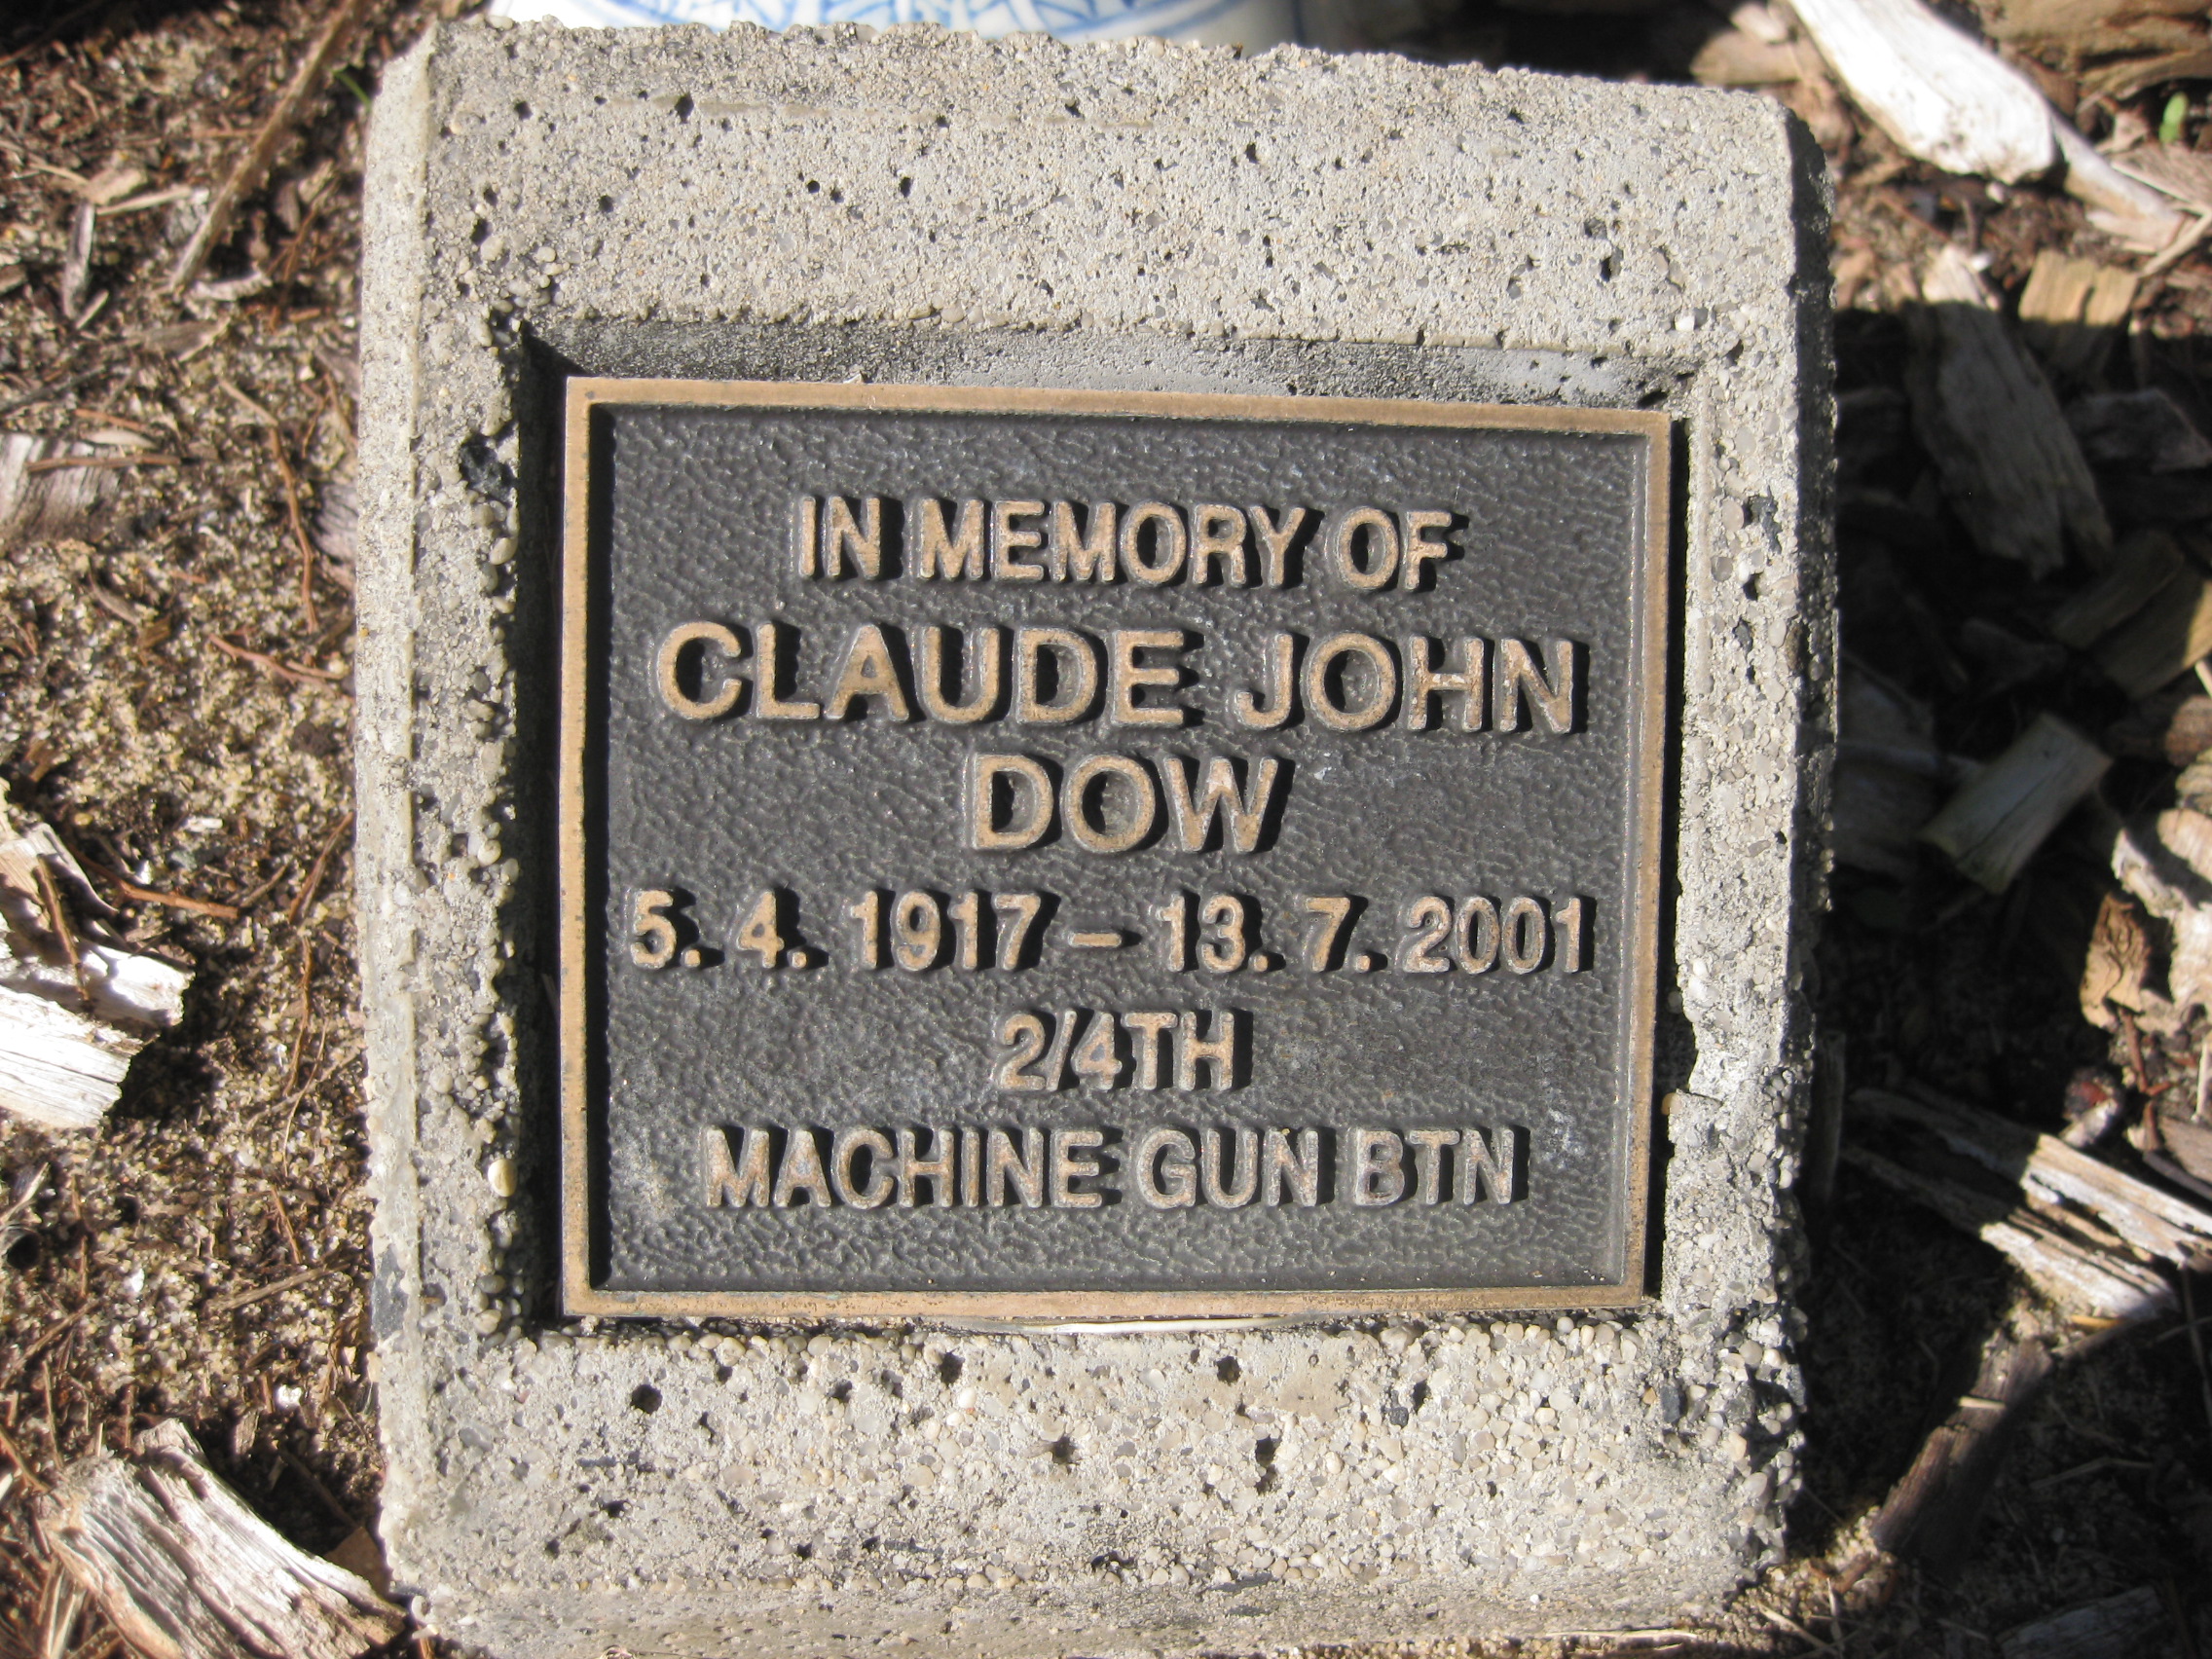 IN MEMORY OF
CLAUDE JOHN
DOW
5. 4. 1917 – 13. 7. 2001
2/4TH
MACHINE GUN BTN